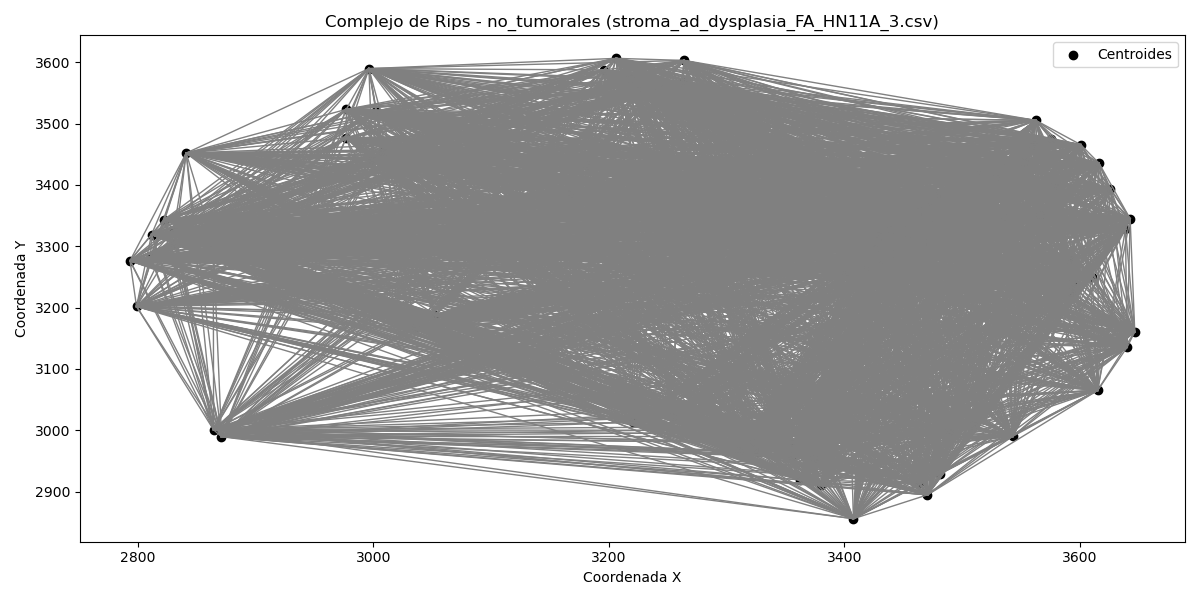 Complejo de Rips - no_tumorales (stroma_ad_dysplasia_FA_HN11A_3.csv)
Centroides
3600
3500
3400
3300
3200
3100
3000
2900
Coordenada Y
2800 3000 3200 3400 3600
Coordenada X